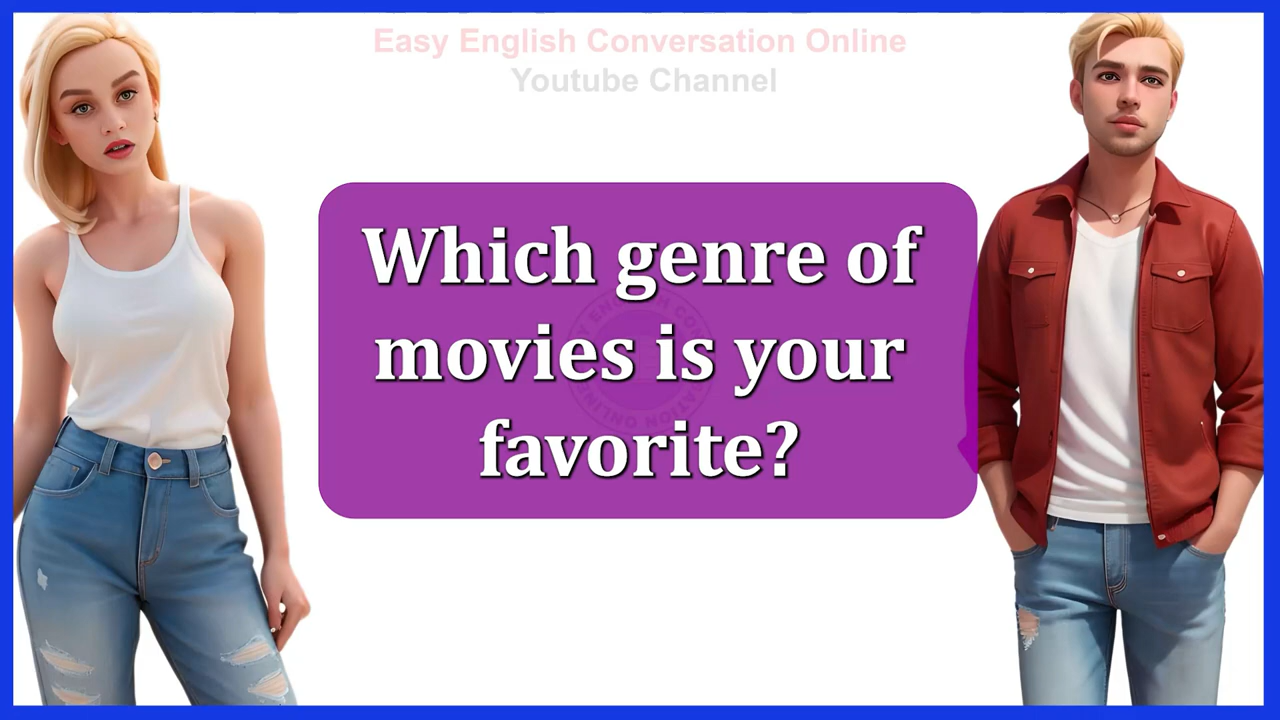 Easy English Conversation Online
Youtube Channel
Which genre of
movies is your
favorite?